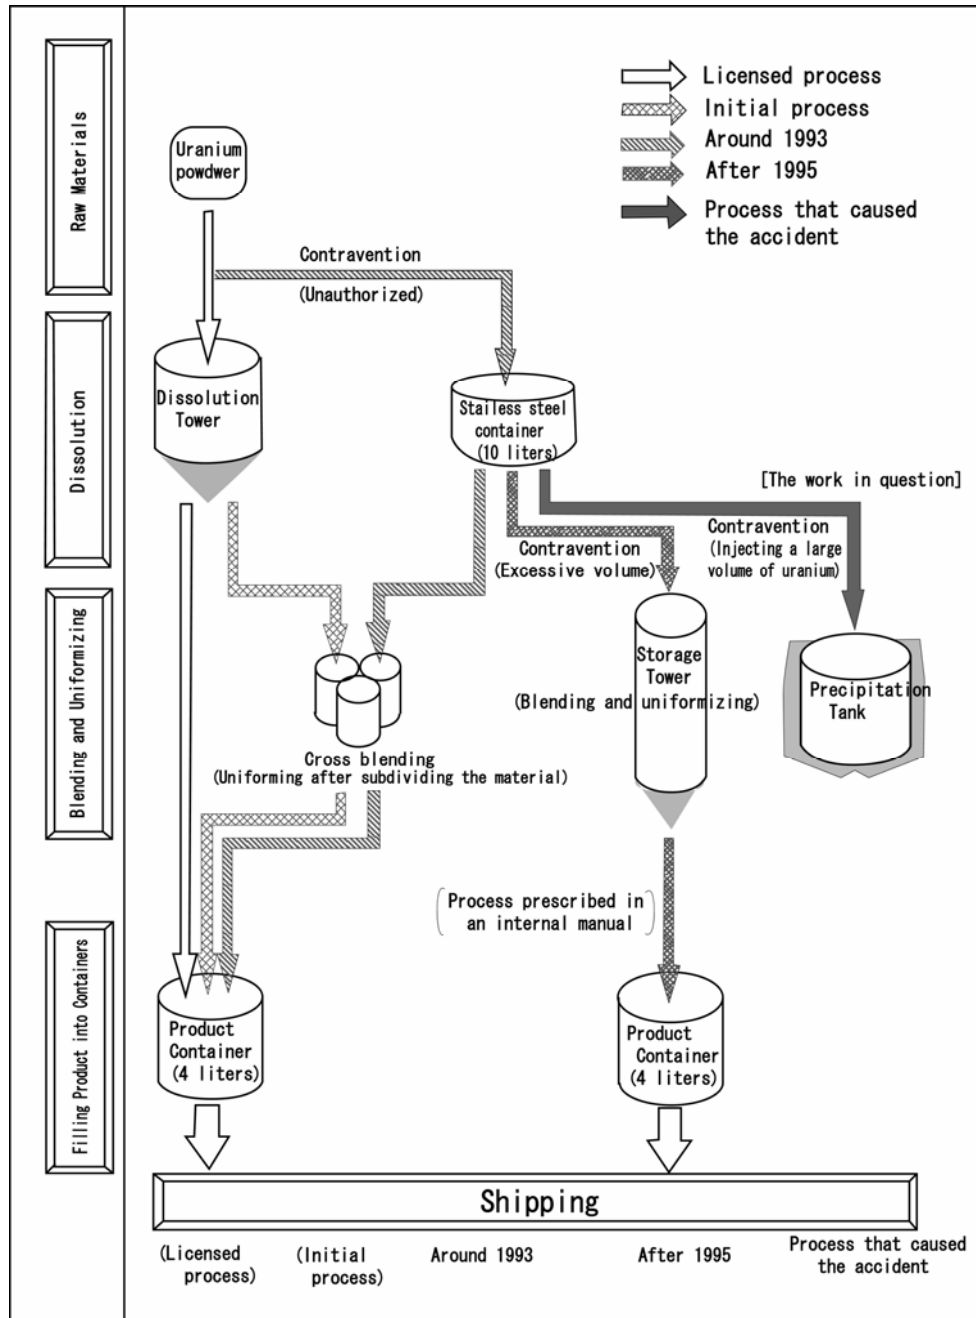 Raw Materials
Dissolution
Blending and Uniformizing
Filling Product into Containers
Licensed process
Initial process
Around 1993
After 1995
Process that caused
the accident
Uranium
powdwer
Contravention
(Unauthorized)
Dissolution
Tower
Stailess steel
container
(10 liters)
[The work in question]
Contravention
(Excessive volume)
Contravention
(Injecting a large
volume of uranium)
Storage
Tower
(Blending and uniformizing)
Precipitation
Tank
Cross blending
(Uniforming after subdividing the material)
(Process prescribed in
an internal manual)
Product
Container
(4 liters)
Product
Container
(4 liters)
Shipping
(Licensed
process)
(Initial
process)
Around 1993
After 1995
Process that caused
the accident